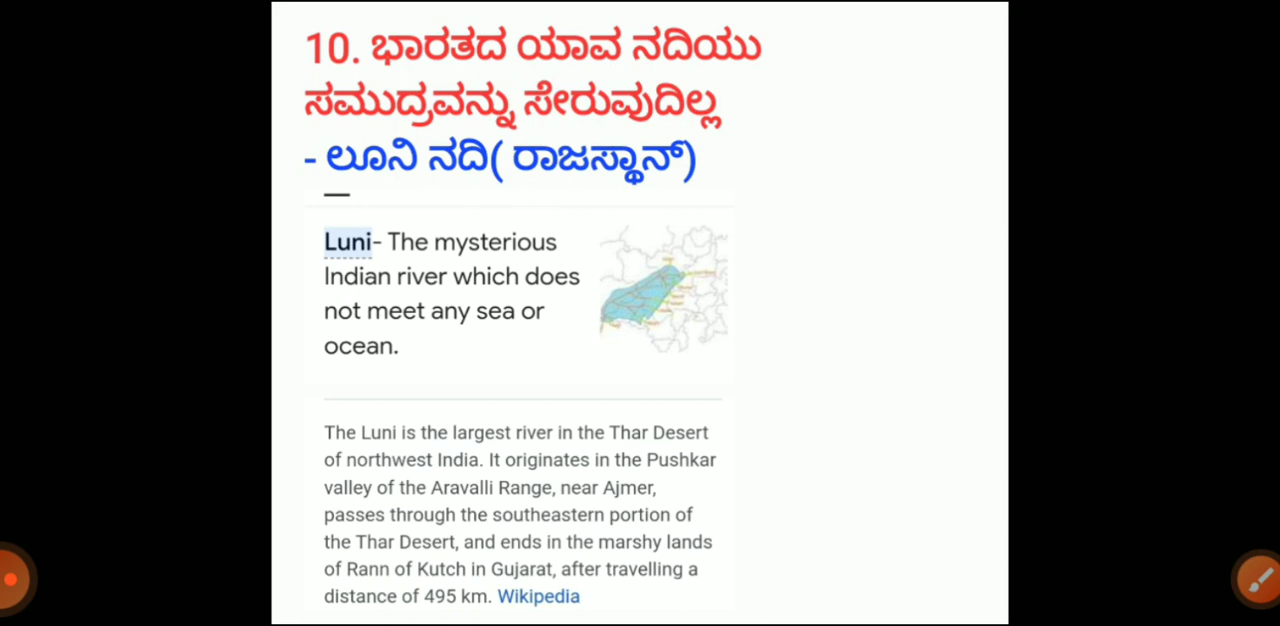 10. ಭಾರತದ ಯಾವ ನದಿಯು
ಸಮುದ್ರವನ್ನು ಸೇರುವುದಿಲ್ಲ
- ಲೂನಿ ನದಿ( ರಾಜಸ್ಥಾನ್)
Luni- The mysterious
Indian river which does
not meet any sea or
ocean.
The Luni is the largest river in the Thar Desert
of northwest India. It originates in the Pushkar
valley of the Aravalli Range, near Ajmer,
passes through the southeastern portion of
the Thar Desert, and ends in the marshy lands
of Rann of Kutch in Gujarat, after travelling a
distance of 495 km. Wikipedia